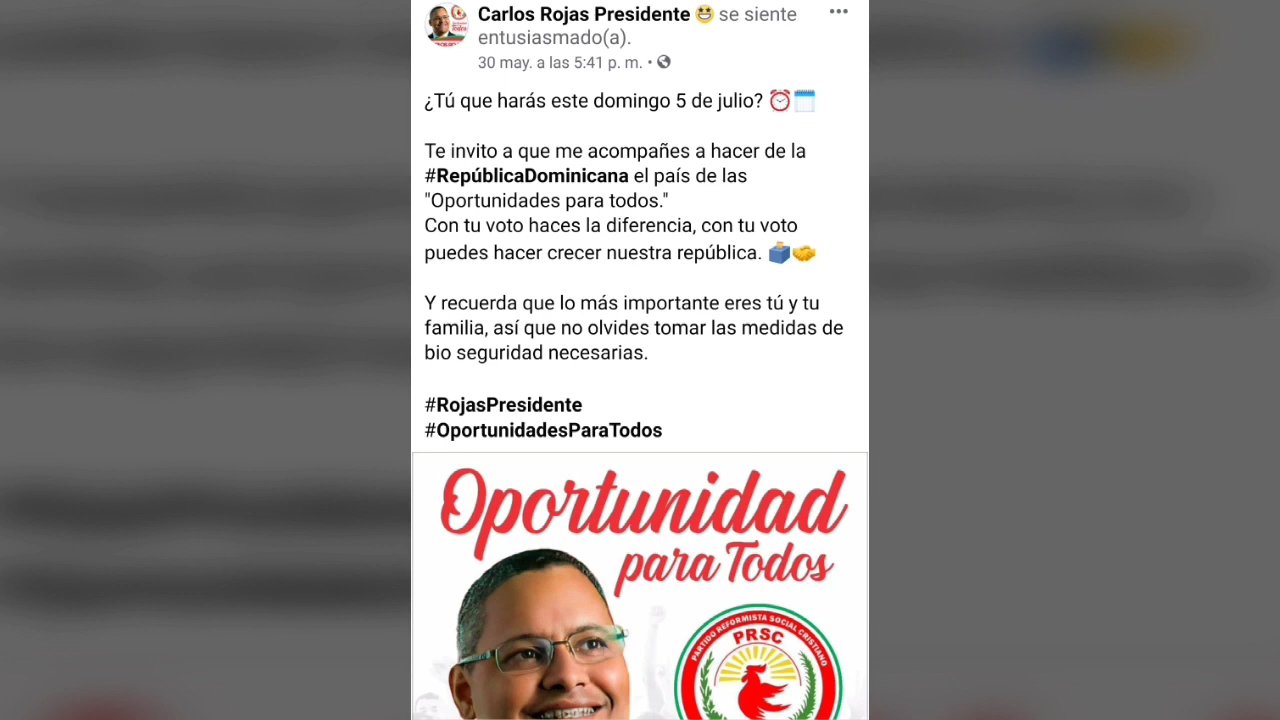 Carlos Rojas Presidente 😃 se siente
entusiasmado(a).
30 may. a las 5:41 p. m. •
¿Tú que harás este domingo 5 de julio? ⏰🗓️
Te invito a que me acompañes a hacer de la
#RepúblicaDominicana el país de las
"Oportunidades para todos."
Con tu voto haces la diferencia, con tu voto
puedes hacer crecer nuestra república. 🗳️🤝
Y recuerda que lo más importante eres tú y tu
familia, así que no olvides tomar las medidas de
bio seguridad necesarias.
#RojasPresidente
#OportunidadesParaTodos
Oportunidad
para Todos
PARTIDO REFORMISTA SOCIAL CRISTIANO
PRSC